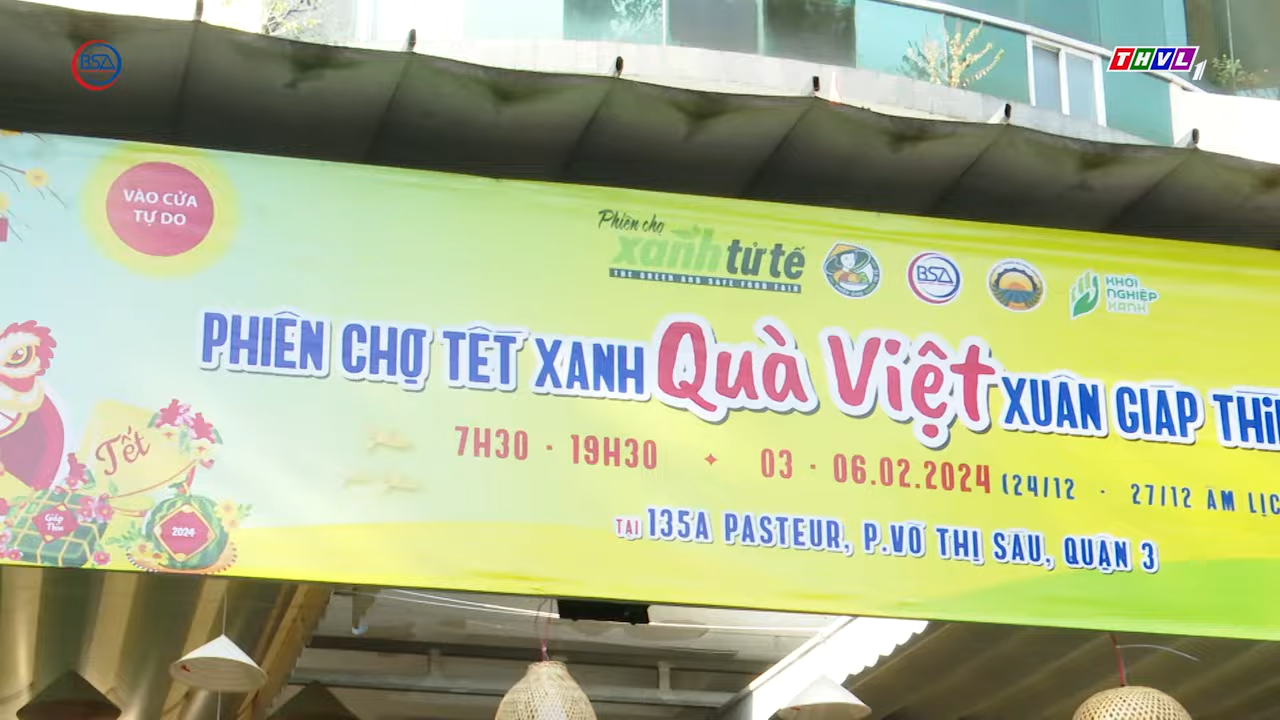 BSA
THVL1
VÀO CỬA
TỰ DO
Phiên chợ
xanh tử tế
THE GREEN AND SAFE FOOD FAIR
BSA
KHỞI
NGHIỆP
XANH
PHIÊN CHỢ TẾT XANH Quà Việt XUÂN GIÁP THÌN
7H30 - 19H30 03 - 06.02.2024 (24/12 - 27/12 ÂM LỊC
TẠI 135A PASTEUR, P.VÕ THỊ SÁU, QUẬN 3
Tết
Giáp
Thìn
2024